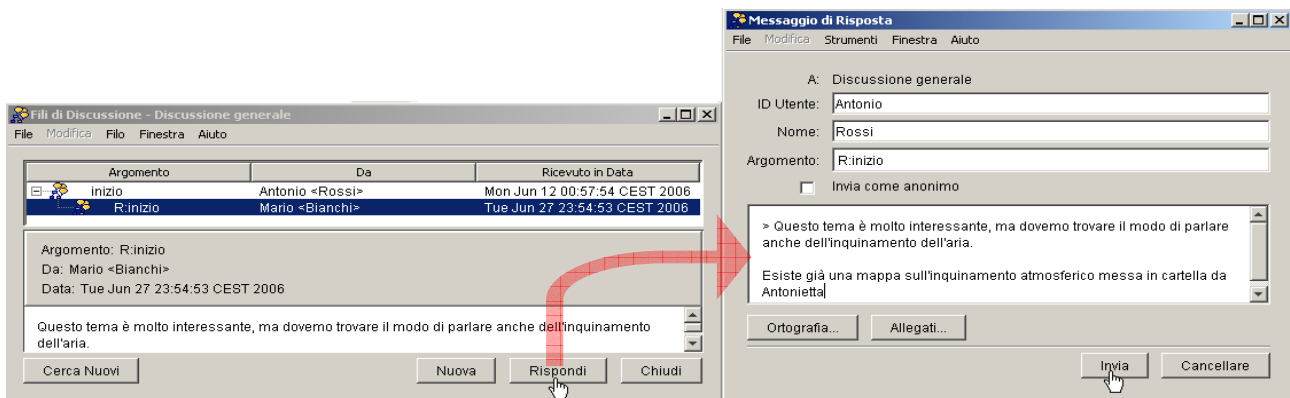 Fili di Discussione - Discussione generale
File Modifica Filo Finestra Aiuto
Argomento Da Ricevuto in Data
inizio Antonio <Rossi> Mon Jun 12 00:57:54 CEST 2006
R:inizio Mario <Bianchi> Tue Jun 27 23:54:53 CEST 2006
Argomento: R:inizio
Da: Mario <Bianchi>
Data: Tue Jun 27 23:54:53 CEST 2006
Questo tema è molto interessante, ma dovemo trovare il modo di parlare anche dell'inquinamento
dell'aria.
Cerca Nuovi Nuova Rispondi Chiudi
Messaggio di Risposta
File Modifica Strumenti Finestra Aiuto
A: Discussione generale
ID Utente: Antonio
Nome: Rossi
Argomento: R:inizio
Invia come anonimo
> Questo tema è molto interessante, ma dovemo trovare il modo di parlare
anche dell'inquinamento dell'aria.
Esiste già una mappa sull'inquinamento atmosferico messa in cartella da
Antonietta
Ortografia... Allegati...
Invia Cancellare